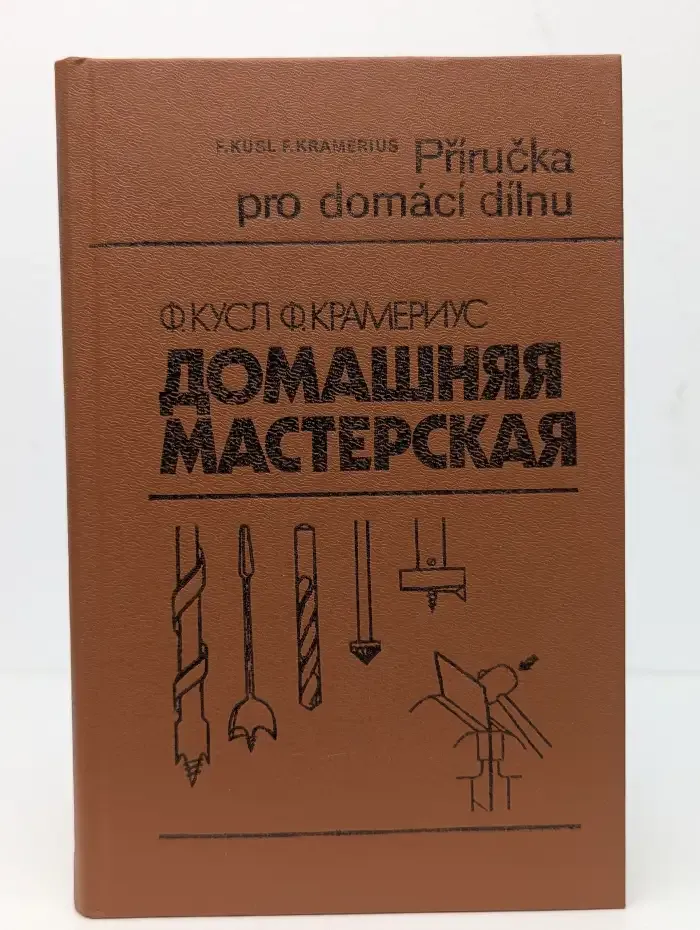 F.KUSL F.KRAMERIUS Příručka
pro domácí dílnu
Ф.КУСЛ Ф.КРАМЕРИУС
ДОМАШНЯЯ
МАСТЕРСКАЯ